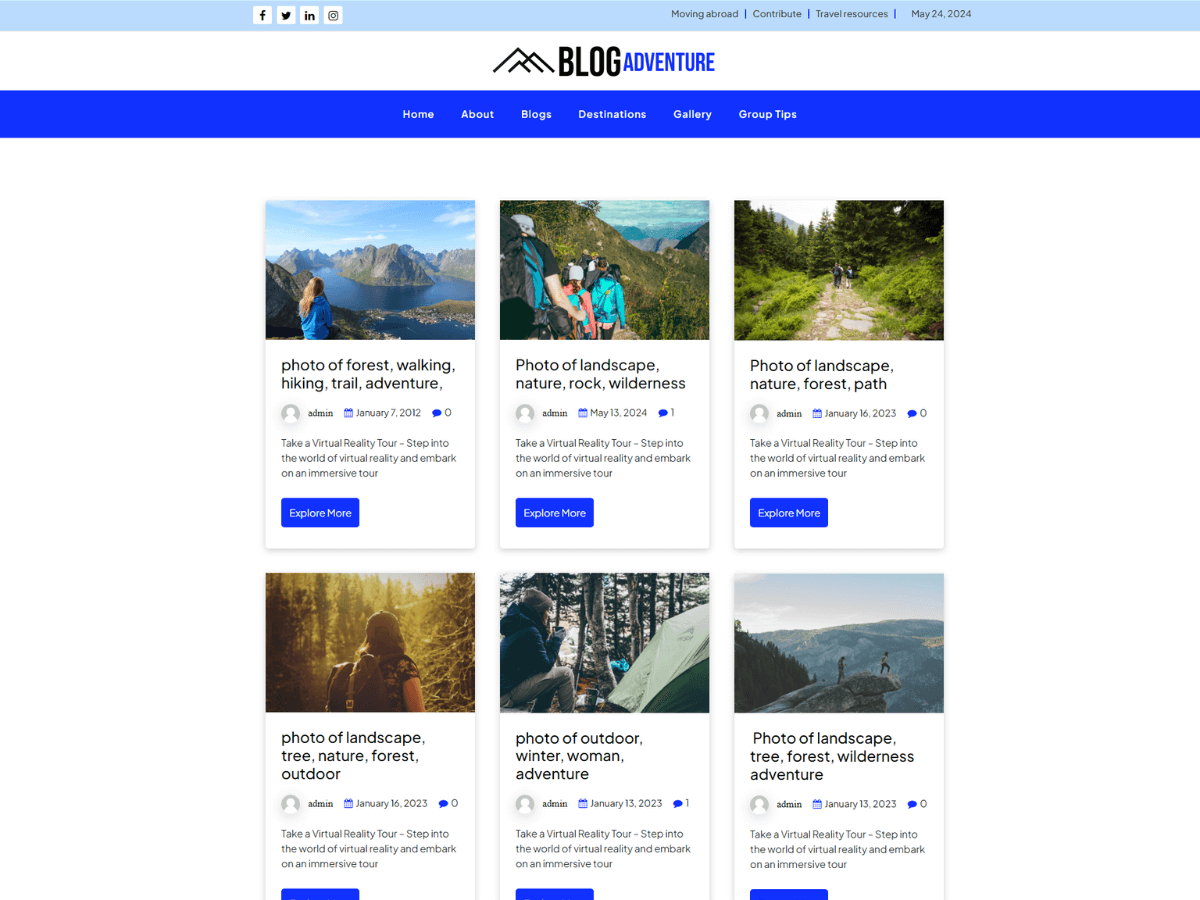 Moving abroad | Contribute | Travel resources | May 24, 2024
BLOG ADVENTURE
Home About Blogs Destinations Gallery Group Tips
photo of forest, walking,
hiking, trail, adventure,
admin January 7, 2012 0
Take a Virtual Reality Tour – Step into
the world of virtual reality and embark
on an immersive tour
Explore More
Photo of landscape,
nature, rock, wilderness
admin May 13, 2024 1
Take a Virtual Reality Tour – Step into
the world of virtual reality and embark
on an immersive tour
Explore More
Photo of landscape,
nature, forest, path
admin January 16, 2023 0
Take a Virtual Reality Tour – Step into
the world of virtual reality and embark
on an immersive tour
Explore More
photo of landscape,
tree, nature, forest,
outdoor
admin January 16, 2023 0
Take a Virtual Reality Tour – Step into
the world of virtual reality and embark
on an immersive tour
photo of outdoor,
winter, woman,
adventure
admin January 13, 2023 1
Take a Virtual Reality Tour – Step into
the world of virtual reality and embark
on an immersive tour
Photo of landscape,
tree, forest, wilderness
adventure
admin January 13, 2023 0
Take a Virtual Reality Tour – Step into
the world of virtual reality and embark
on an immersive tour